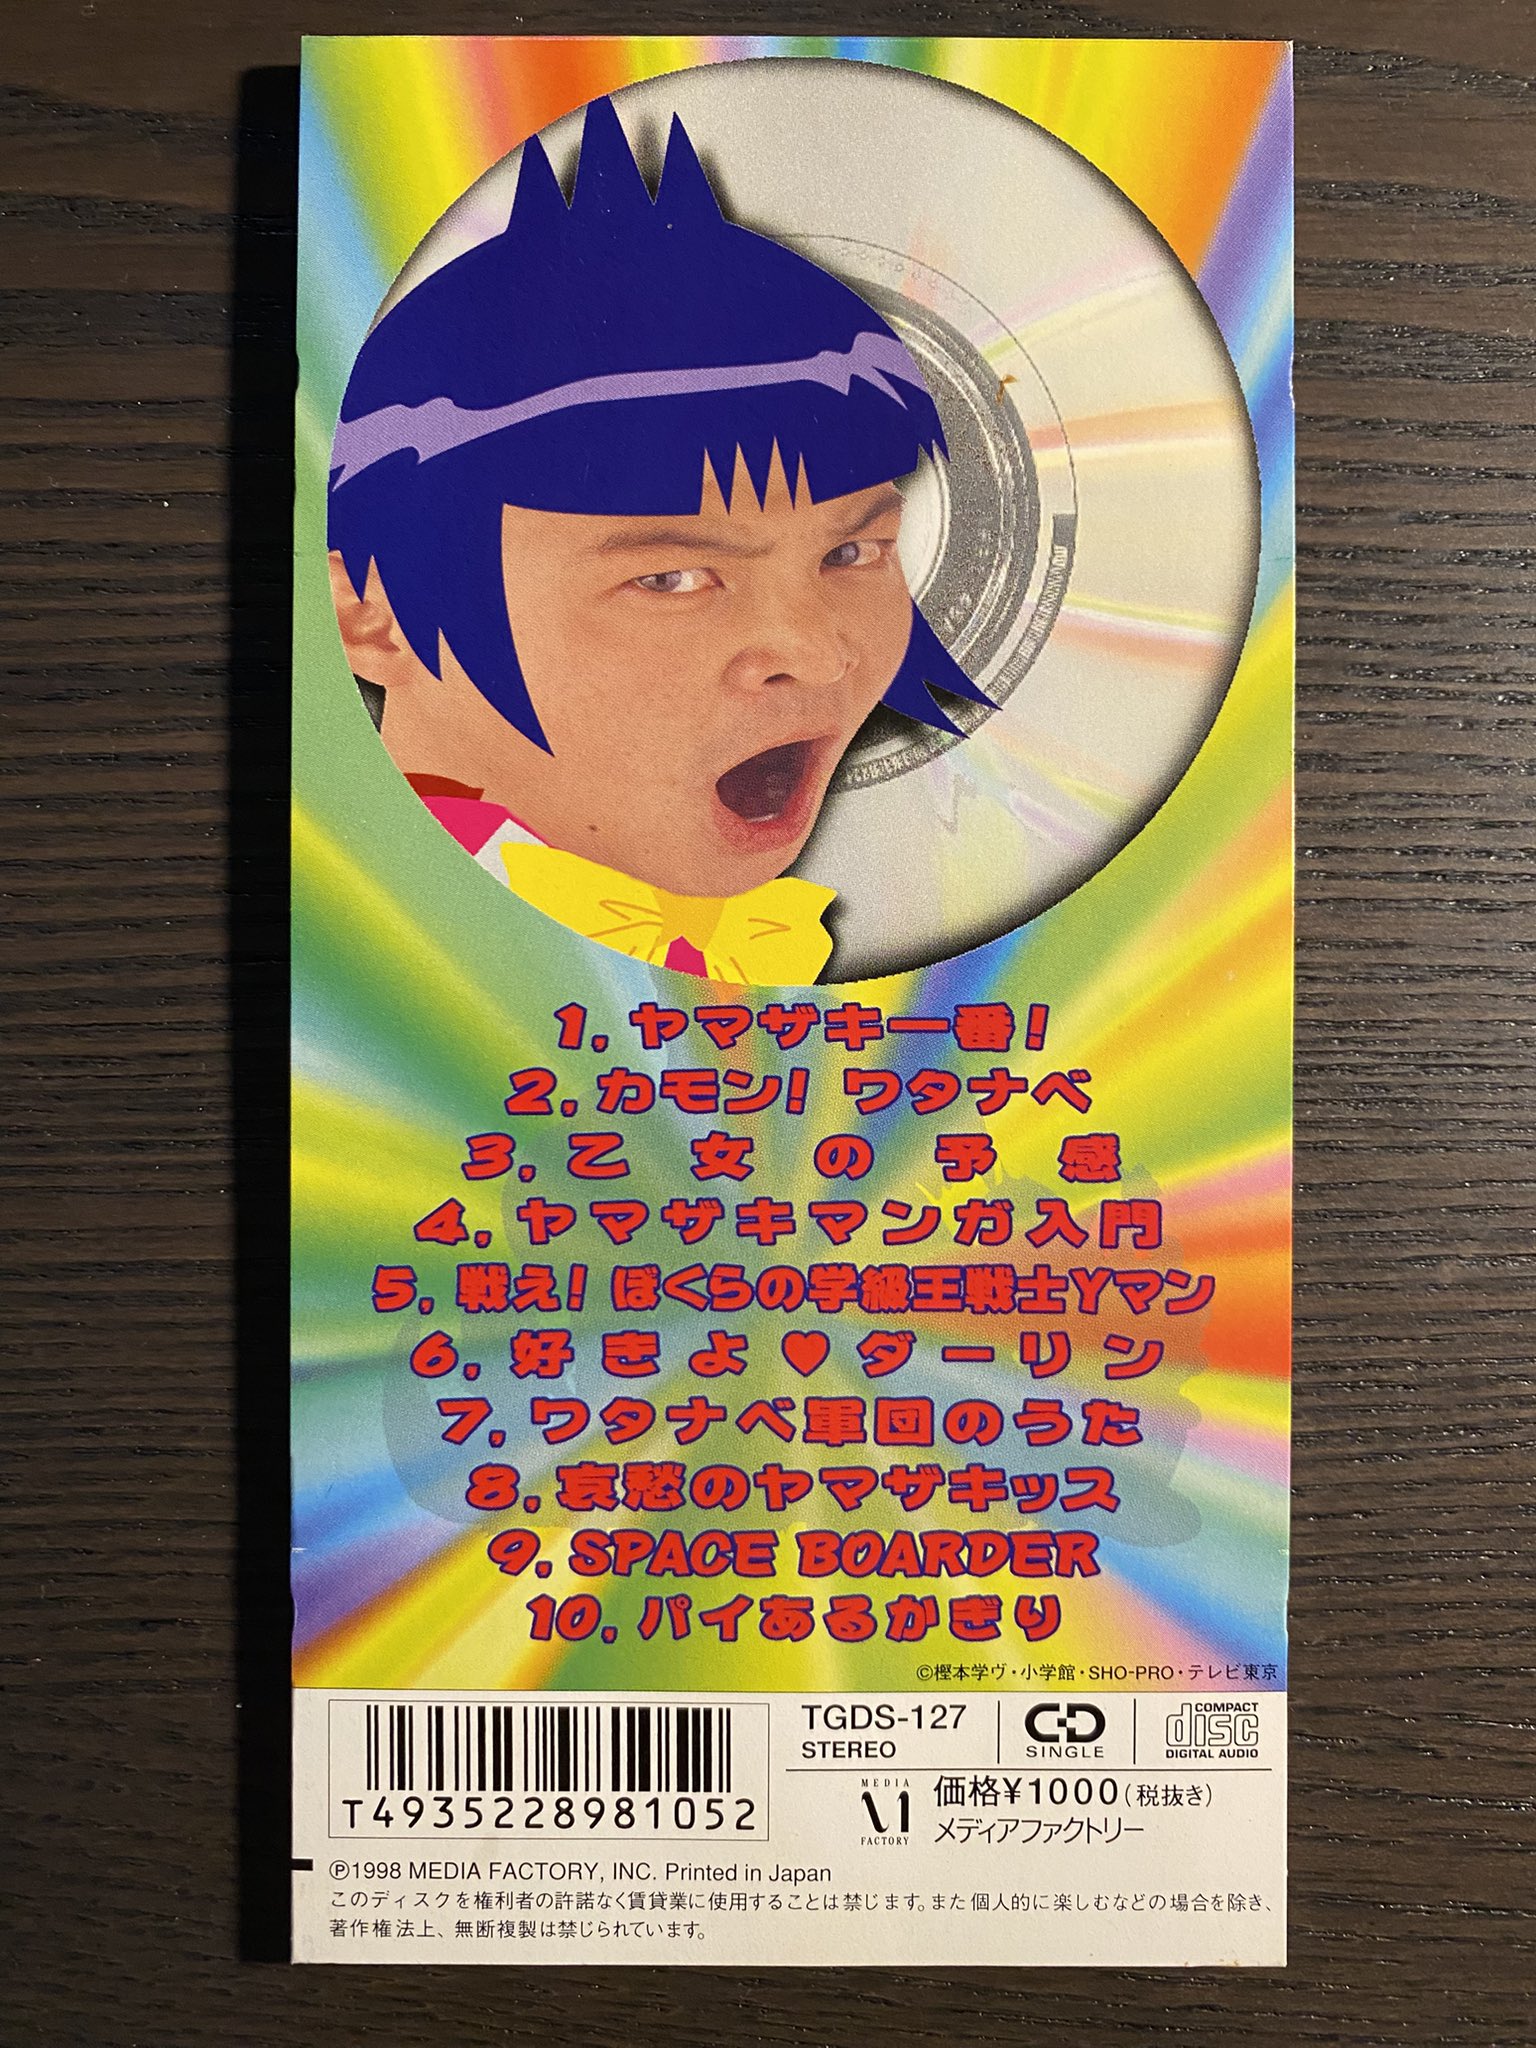 1, ヤマザキ一番!
2, カモン! ワタナベ
3, 乙女の予感
4, ヤマザキマンガ入門
5, 戦え! ぼくらの学級王戦士Yマン
6, 好きよ♥ダーリン
7, ワタナベ軍団のうた
8, 哀愁のヤマザキッス
9, SPACE BOARDER
10, パイあるかぎり
©樫本学ヴ・小学館・SHO-PRO・テレビ東京
T4935228981052
TGDS-127
STEREO
CD
SINGLE
COMPACT
disc
DIGITAL AUDIO
MEDIA
FACTORY
価格¥1000(税抜き)
メディアファクトリー
℗1998 MEDIA FACTORY, INC. Printed in Japan
このディスクを権利者の許諾なく賃貸業に使用することは禁じます。また個人的に楽しむなどの場合を除き、
著作権法上、無断複製は禁じられています。